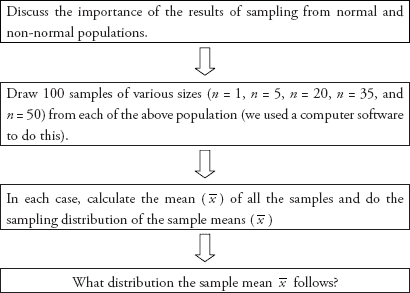 Discuss the importance of the results of sampling from normal and
non-normal populations.
Draw 100 samples of various sizes (n = 1, n = 5, n = 20, n = 35, and
n = 50) from each of the above population (we used a computer software
to do this).
In each case, calculate the mean (x̅) of all the samples and do the
sampling distribution of the sample means (x̅)
What distribution the sample mean x̅ follows?